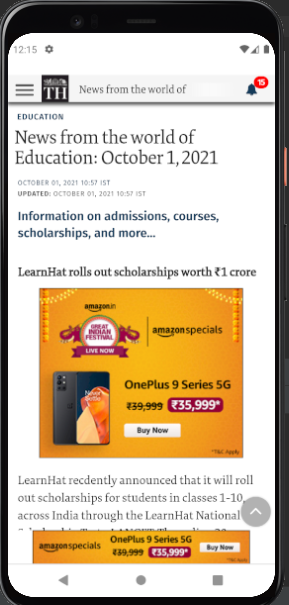 12:15
TH
News from the world of
15
EDUCATION
News from the world of
Education: October 1, 2021
OCTOBER 01, 2021 10:57 IST
UPDATED: OCTOBER 01, 2021 10:57 IST
Information on admissions, courses,
scholarships, and more...
LearnHat rolls out scholarships worth ₹1 crore
amazon.in
GREAT
INDIAN
FESTIVAL
LIVE NOW
amazonspecials
OnePlus 9 Series 5G
₹39,999 ₹35,999*
Buy Now
Never
Settle
*T&C Apply
LearnHat recdently announced that it will roll
out scholarships for students in classes 1-10,
across India through the LearnHat National
amazonspecials
OnePlus 9 Series 5G
₹39,999 ₹35,999*
Buy Now
*T&C Apply